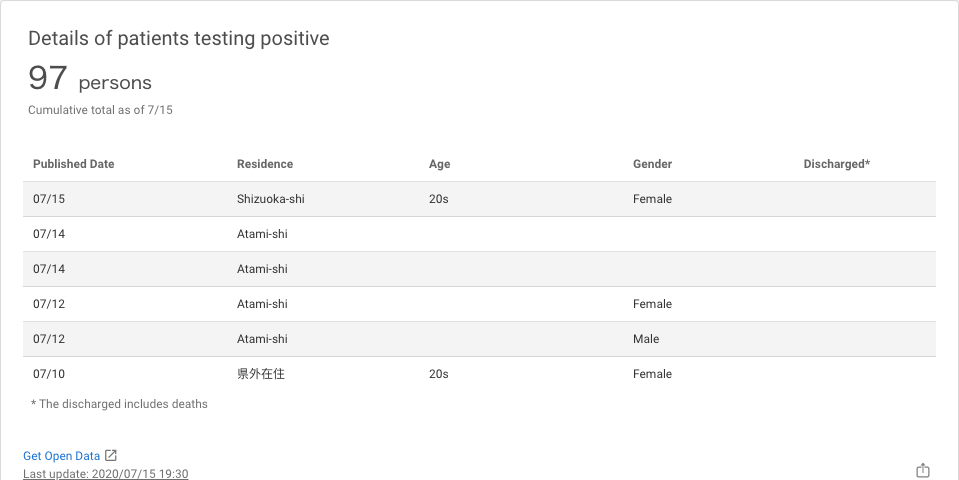 Details of patients testing positive
97 persons
Cumulative total as of 7/15
Published Date Residence Age Gender Discharged*
07/15 Shizuoka-shi 20s Female
07/14 Atami-shi
07/14 Atami-shi
07/12 Atami-shi Female
07/12 Atami-shi Male
07/10 県外在住 20s Female
* The discharged includes deaths
Get Open Data
Last update: 2020/07/15 19:30